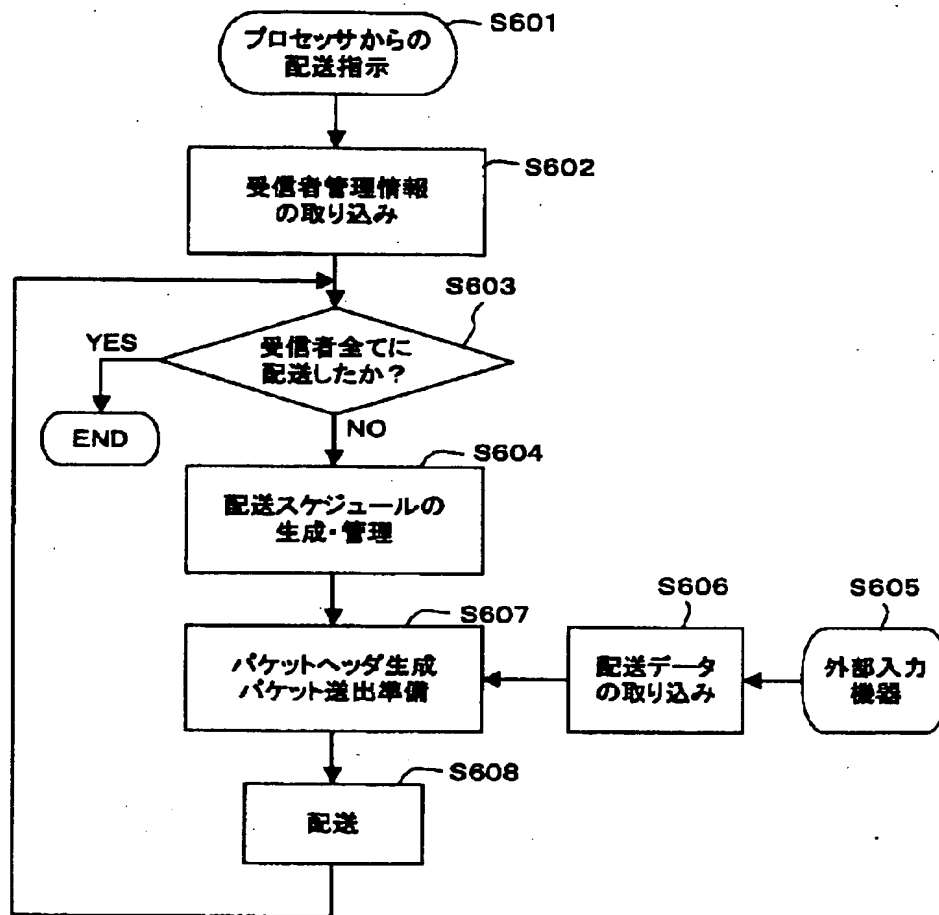 S601
プロセッサからの
配送指示
S602
受信者管理情報
の取り込み
S603
受信者全てに
配送したか？
YES
END
NO
S604
配送スケジュールの
生成・管理
S607
パケットヘッダ生成
パケット送出準備
S606
配送データ
の取り込み
S605
外部入力
機器
S608
配送